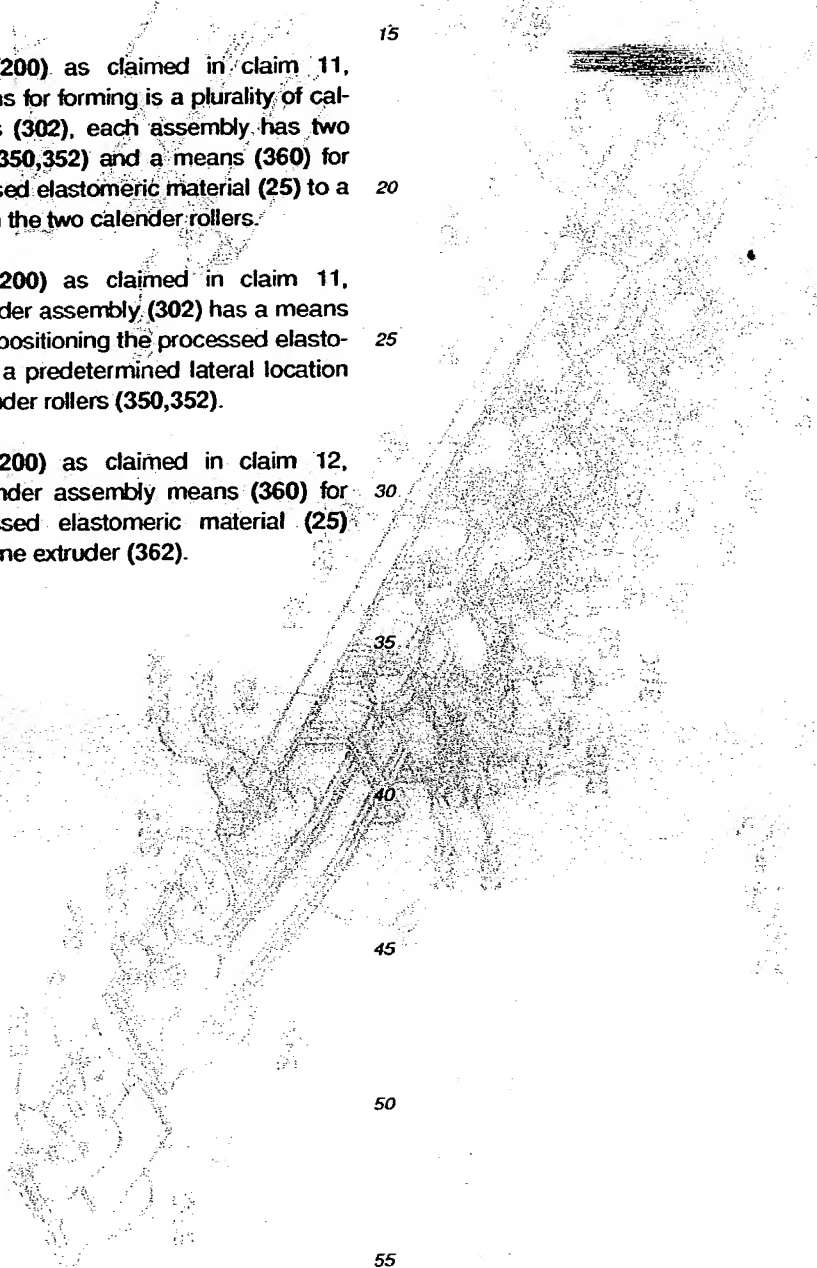 15
200) as claimed in claim 11,
ns for forming is a plurality of cal-
s (302), each assembly has two
350,352) and a means (360) for
sed elastomeric material (25) to a 20
the two calender rollers.
200) as claimed in claim 11,
der assembly (302) has a means
positioning the processed elasto- 25
a predetermined lateral location
nder rollers (350,352).
200) as claimed in claim 12,
nder assembly means (360) for 30
sed elastomeric material (25)
ne extruder (362).
35
40
45
50
55